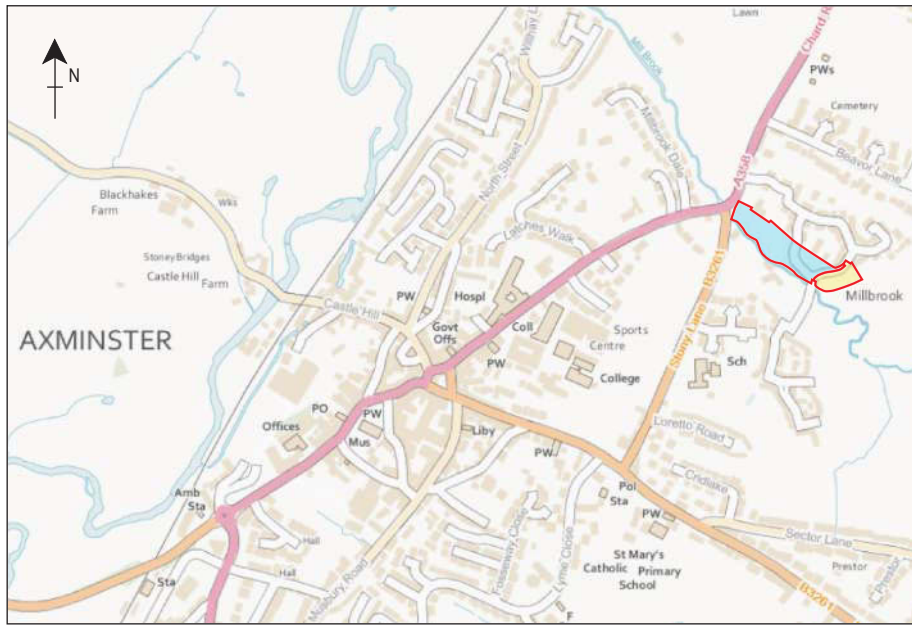 Lawn
Chard R
PWs
Cemetery
Beavor Lane
Mill Brook
Millbrook Dale
A358
Willhay L
North Street
Latches Walk
N
Blackhakes
Farm
Wks
Stoney Bridges
Castle Hill
Farm
Castle Hill
AXMINSTER
PW
Hospl
Govt
Offs
Coll
PW
Sports
Centre
College
Stony Lane
B3261
Sch
Millbrook
PO
PW
Offices
Mus
Liby
PW
Loretto Road
Cridlake
Pol
Sta
PW
Amb
Sta
Hall
Hall
Sta
Musbury Road
Fosseway Close
Lyme Close
St Mary's
Catholic Primary
School
Sector Lane
Prestor
Prestor
B3261
F